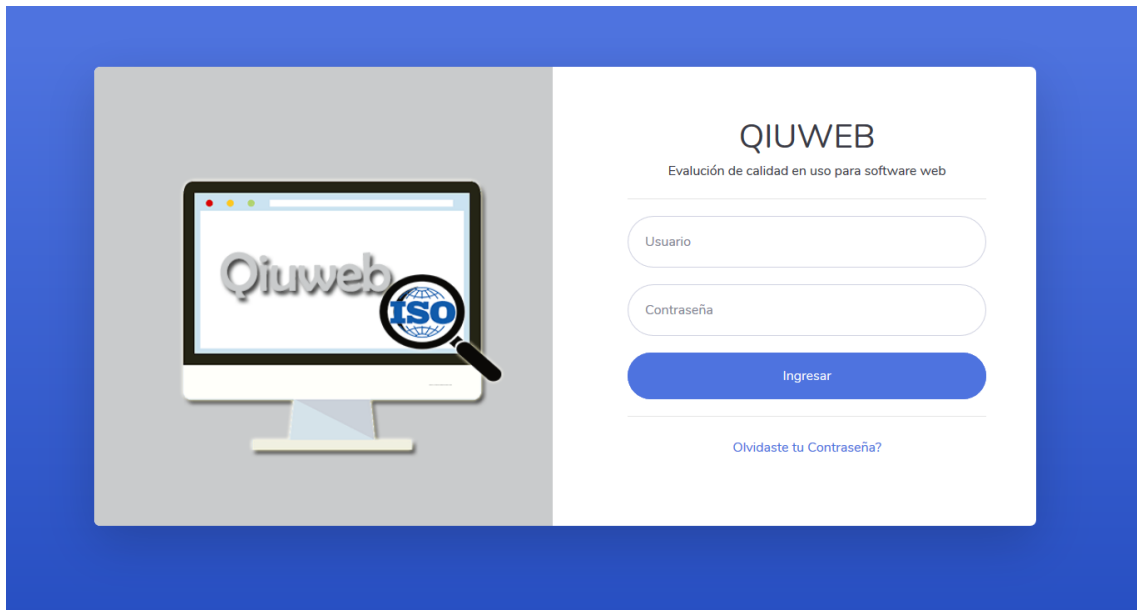 Qiuweb
ISO
QIUWEB
Evalución de calidad en uso para software web
Usuario
Contraseña
Ingresar
Olvidaste tu Contraseña?